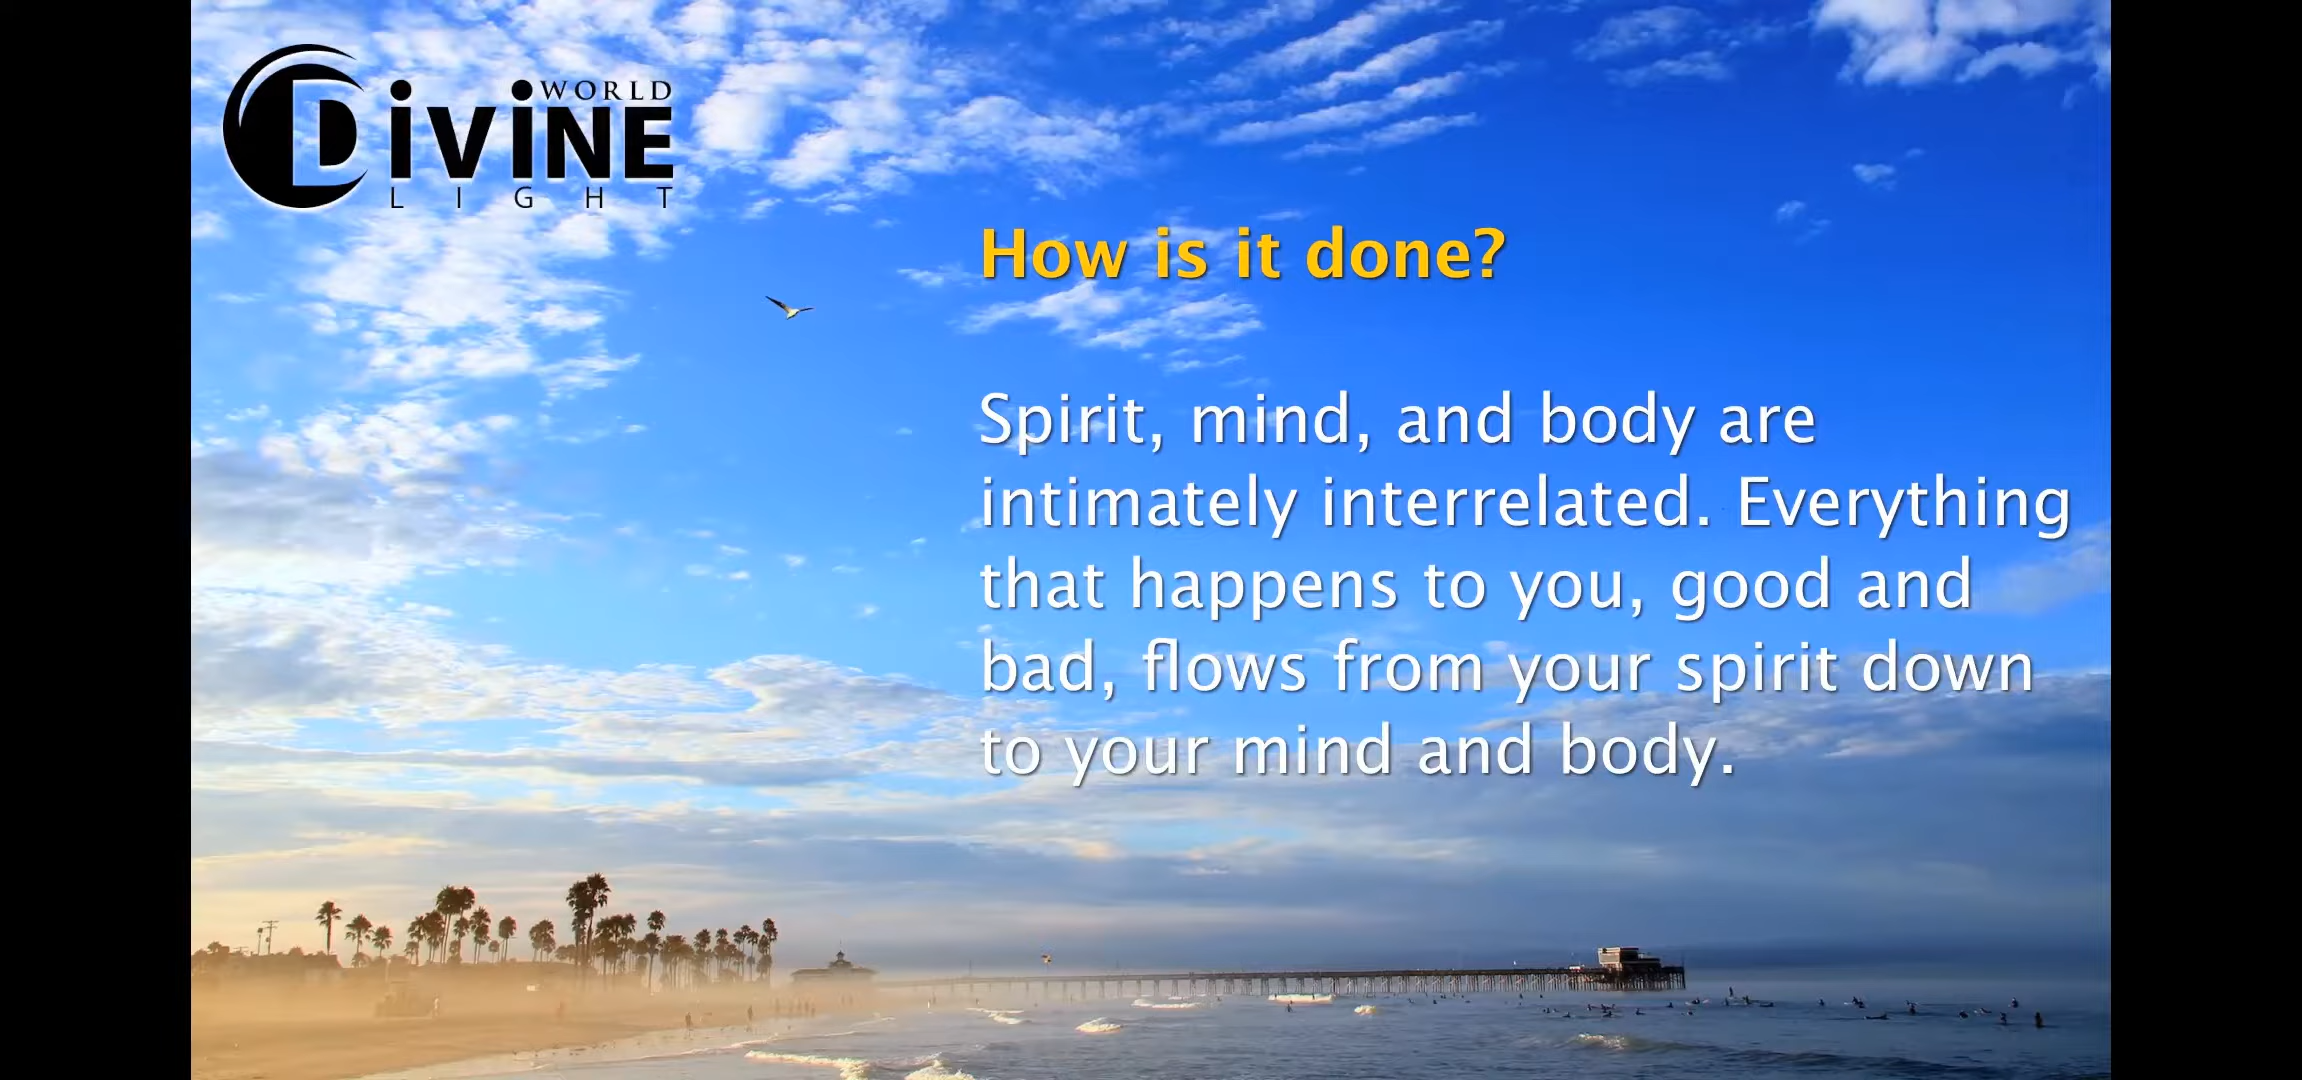 WORLD
DiViNE
LIGHT
How is it done?
Spirit, mind, and body are
intimately interrelated. Everything
that happens to you, good and
bad, flows from your spirit down
to your mind and body.